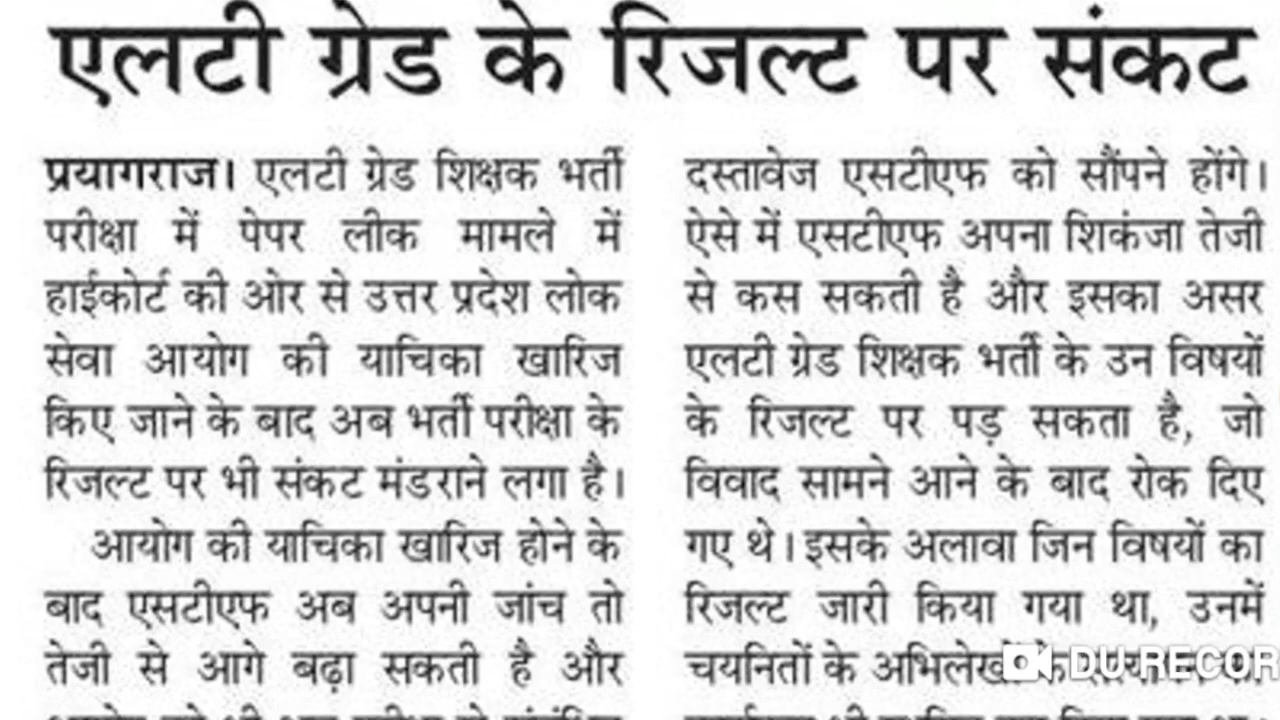 एलटी ग्रेड के रिजल्ट पर संकट
प्रयागराज। एलटी ग्रेड शिक्षक भर्ती
परीक्षा में पेपर लीक मामले में
हाईकोर्ट की ओर से उत्तर प्रदेश लोक
सेवा आयोग की याचिका खारिज
किए जाने के बाद अब भर्ती परीक्षा के
रिजल्ट पर भी संकट मंडराने लगा है।
आयोग की याचिका खारिज होने के
बाद एसटीएफ अब अपनी जांच तो
तेजी से आगे बढ़ा सकती है और
दस्तावेज एसटीएफ को सौंपने होंगे।
ऐसे में एसटीएफ अपना शिकंजा तेजी
से कस सकती है और इसका असर
एलटी ग्रेड शिक्षक भर्ती के उन विषयों
के रिजल्ट पर पड़ सकता है, जो
विवाद सामने आने के बाद रोक दिए
गए थे। इसके अलावा जिन विषयों का
रिजल्ट जारी किया गया था, उनमें
चयनितों के अभिलेखों
DU RECOR